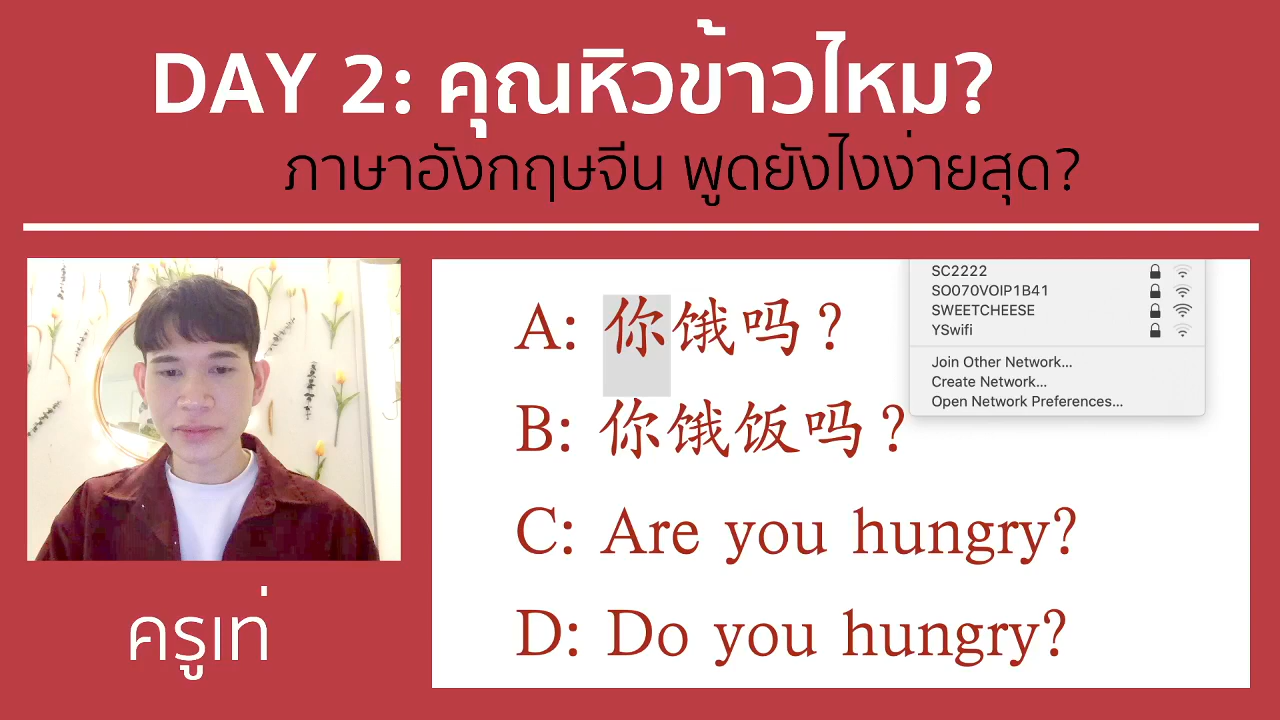 DAY 2: คุณหิวข้าวไหม?
ภาษาอังกฤษจีน พูดยังไงง่ายสุด?
SC2222
SO070VOIP1B41
SWEETCHEESE
YSwifi
Join Other Network...
Create Network...
Open Network Preferences...
A: 你饿吗？
B: 你饿饭吗？
C: Are you hungry?
D: Do you hungry?
ครูเท่